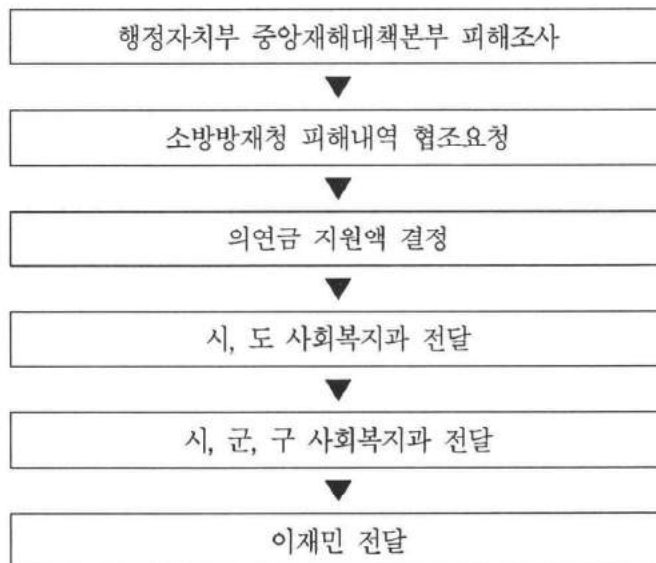 행정자치부 중앙재해대책본부 피해조사
소방방재청 피해내역 협조요청
의연금 지원액 결정
시, 도 사회복지과 전달
시, 군, 구 사회복지과 전달
이재민 전달